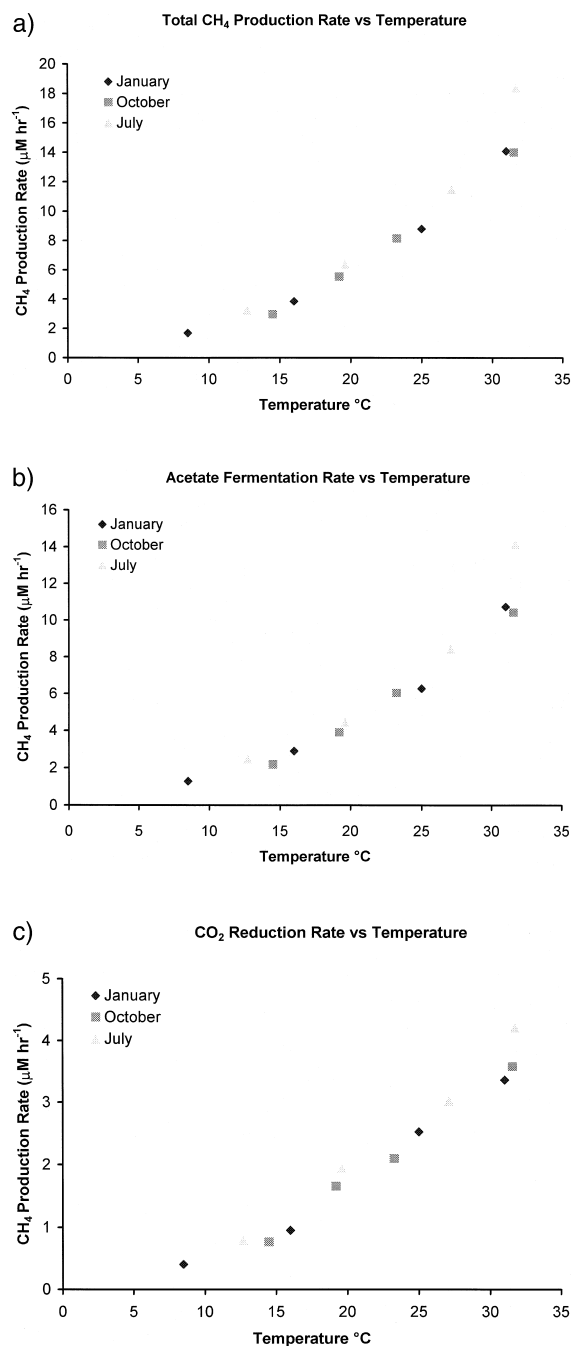 a)
Total CH₄ Production Rate vs Temperature
CH₄ Production Rate (μM hr⁻¹)
20
18
16
14
12
10
8
6
4
2
0
January
October
July
0 5 10 15 20 25 30 35
Temperature °C
b)
Acetate Fermentation Rate vs Temperature
CH₄ Production Rate (μM hr⁻¹)
16
14
12
10
8
6
4
2
0
January
October
July
0 5 10 15 20 25 30 35
Temperature °C
c)
CO₂ Reduction Rate vs Temperature
CH₄ Production Rate (μM hr⁻¹)
5
4
3
2
1
0
January
October
July
0 5 10 15 20 25 30 35
Temperature °C